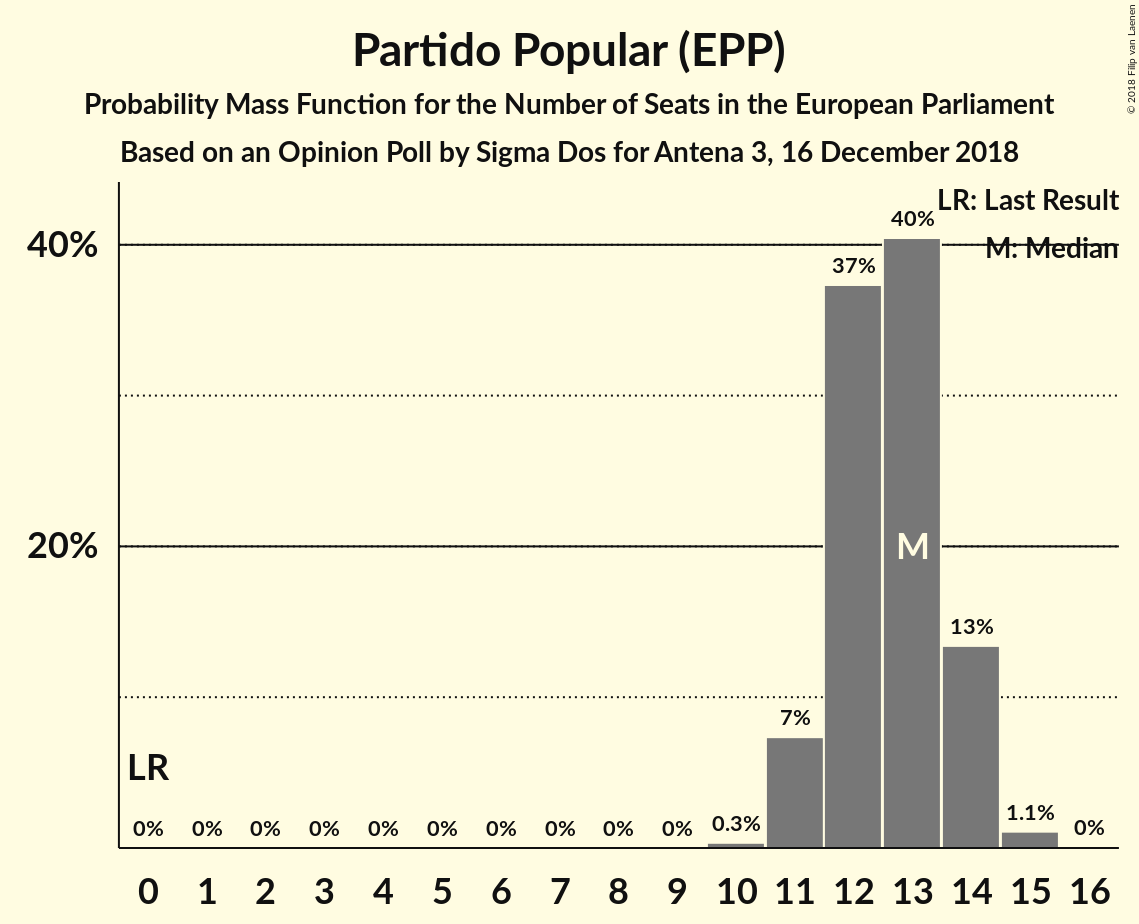 Partido Popular (EPP)
Probability Mass Function for the Number of Seats in the European Parliament
Based on an Opinion Poll by Sigma Dos for Antena 3, 16 December 2018
© 2018 Filip van Laenen
LR: Last Result
M: Median
40%
20%
40%
37%
M
13%
7%
LR
0% 0% 0% 0% 0% 0% 0% 0% 0% 0% 0.3% 1.1% 0%
0 1 2 3 4 5 6 7 8 9 10 11 12 13 14 15 16